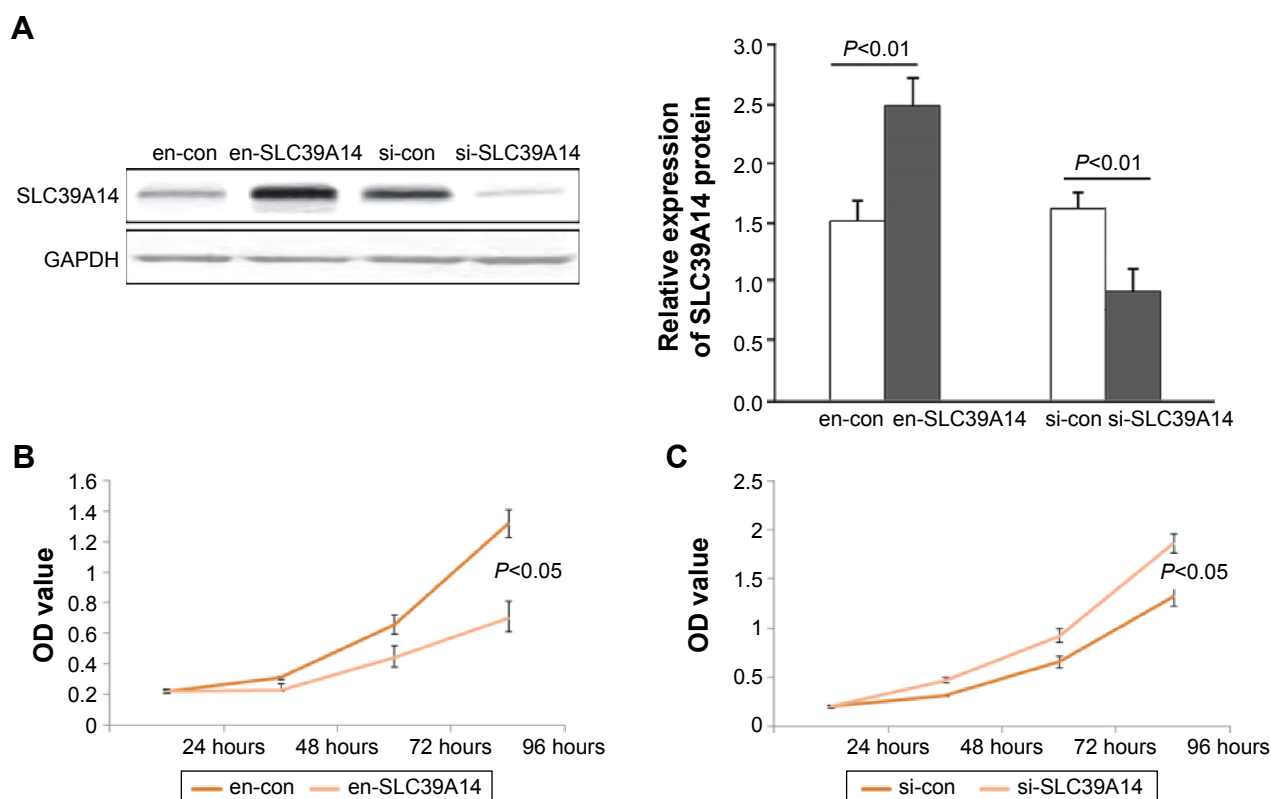 A
en-con en-SLC39A14 si-con si-SLC39A14
SLC39A14
GAPDH
Relative expression
of SLC39A14 protein
3.0
2.5
2.0
1.5
1.0
0.5
0.0
P<0.01
P<0.01
en-con en-SLC39A14 si-con si-SLC39A14
B
OD value
1.6
1.4
1.2
1
0.8
0.6
0.4
0.2
0
P<0.05
24 hours 48 hours 72 hours 96 hours
en-con en-SLC39A14
C
OD value
2.5
2
1.5
1
0.5
0
P<0.05
24 hours 48 hours 72 hours 96 hours
si-con si-SLC39A14